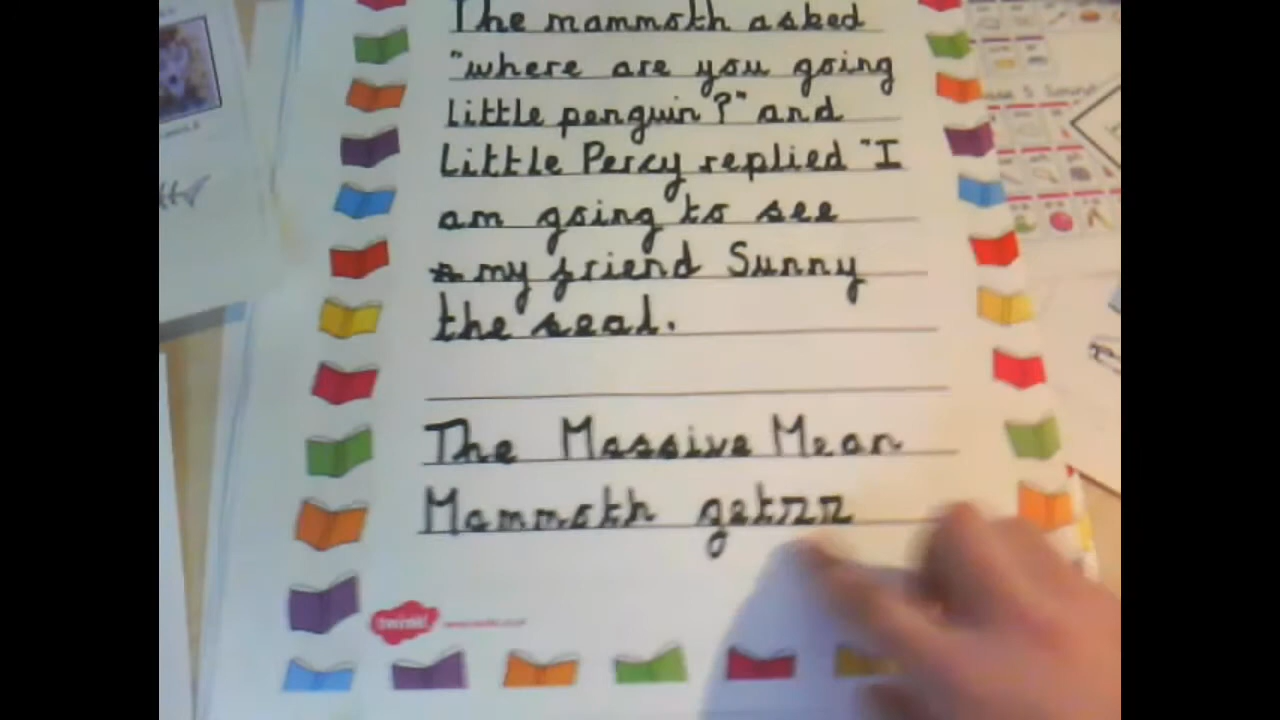 The mammoth asked
"where are you going
little penguin?" and
Little Percy replied "I
am going to see
my friend Sunny
the seal.
The Massive Mean
Mammoth
twinkl